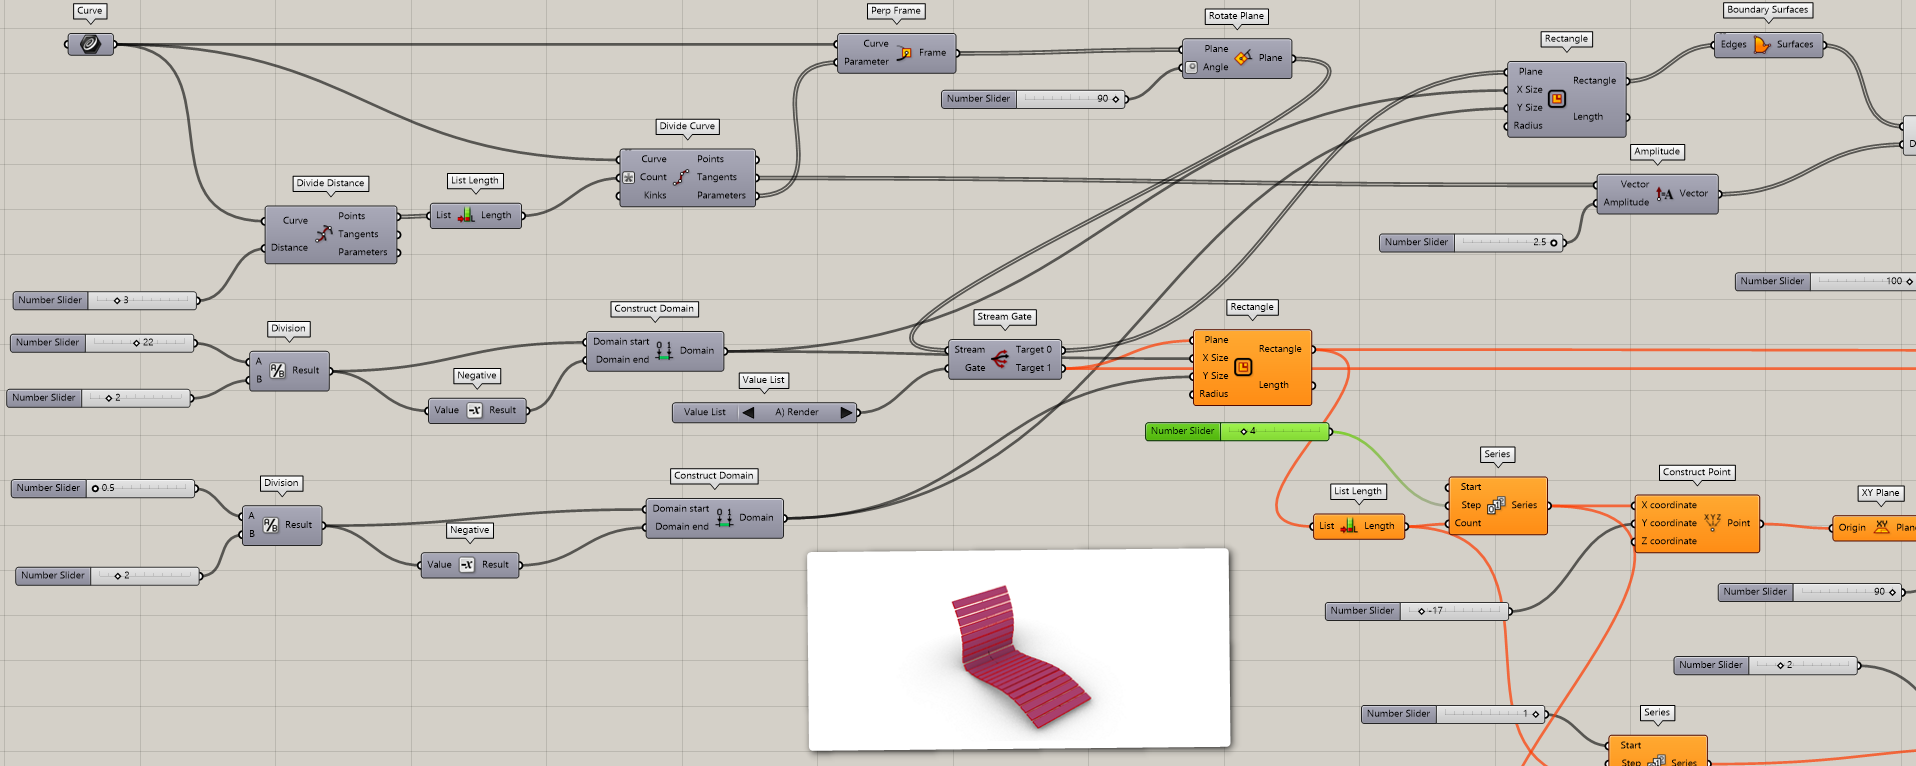 Curve
Perp Frame
Curve
Parameter
Frame
Rotate Plane
Plane
Angle
Plane
Number Slider
90
Boundary Surfaces
Edges
Surfaces
Rectangle
Plane
X Size
Y Size
Radius
Rectangle
Length
D
Divide Curve
Curve
Count
Kinks
Points
Tangents
Parameters
Amplitude
Vector
Amplitude
Vector
Number Slider
2.5
Number Slider
100
Divide Distance
Curve
Distance
Points
Tangents
Parameters
List Length
List
Length
Number Slider
3
Number Slider
22
Number Slider
2
Division
A
B
A/B
Result
Negative
Value
-x
Result
Construct Domain
Domain start
Domain end
0 1
Domain
Value List
Value List
A) Render
Stream Gate
Stream
Gate
Target 0
Target 1
Rectangle
Plane
X Size
Y Size
Radius
Rectangle
Length
Number Slider
4
Number Slider
0.5
Number Slider
2
Division
A
B
A/B
Result
Negative
Value
-x
Result
Construct Domain
Domain start
Domain end
0 1
Domain
List Length
List
Length
Series
Start
Step
Count
Series
Construct Point
X coordinate
Y coordinate
Z coordinate
XYZ
Point
XY Plane
Origin
XY
Plane
Number Slider
-17
Number Slider
90
Number Slider
2
Number Slider
1
Series
Start
Step
Series